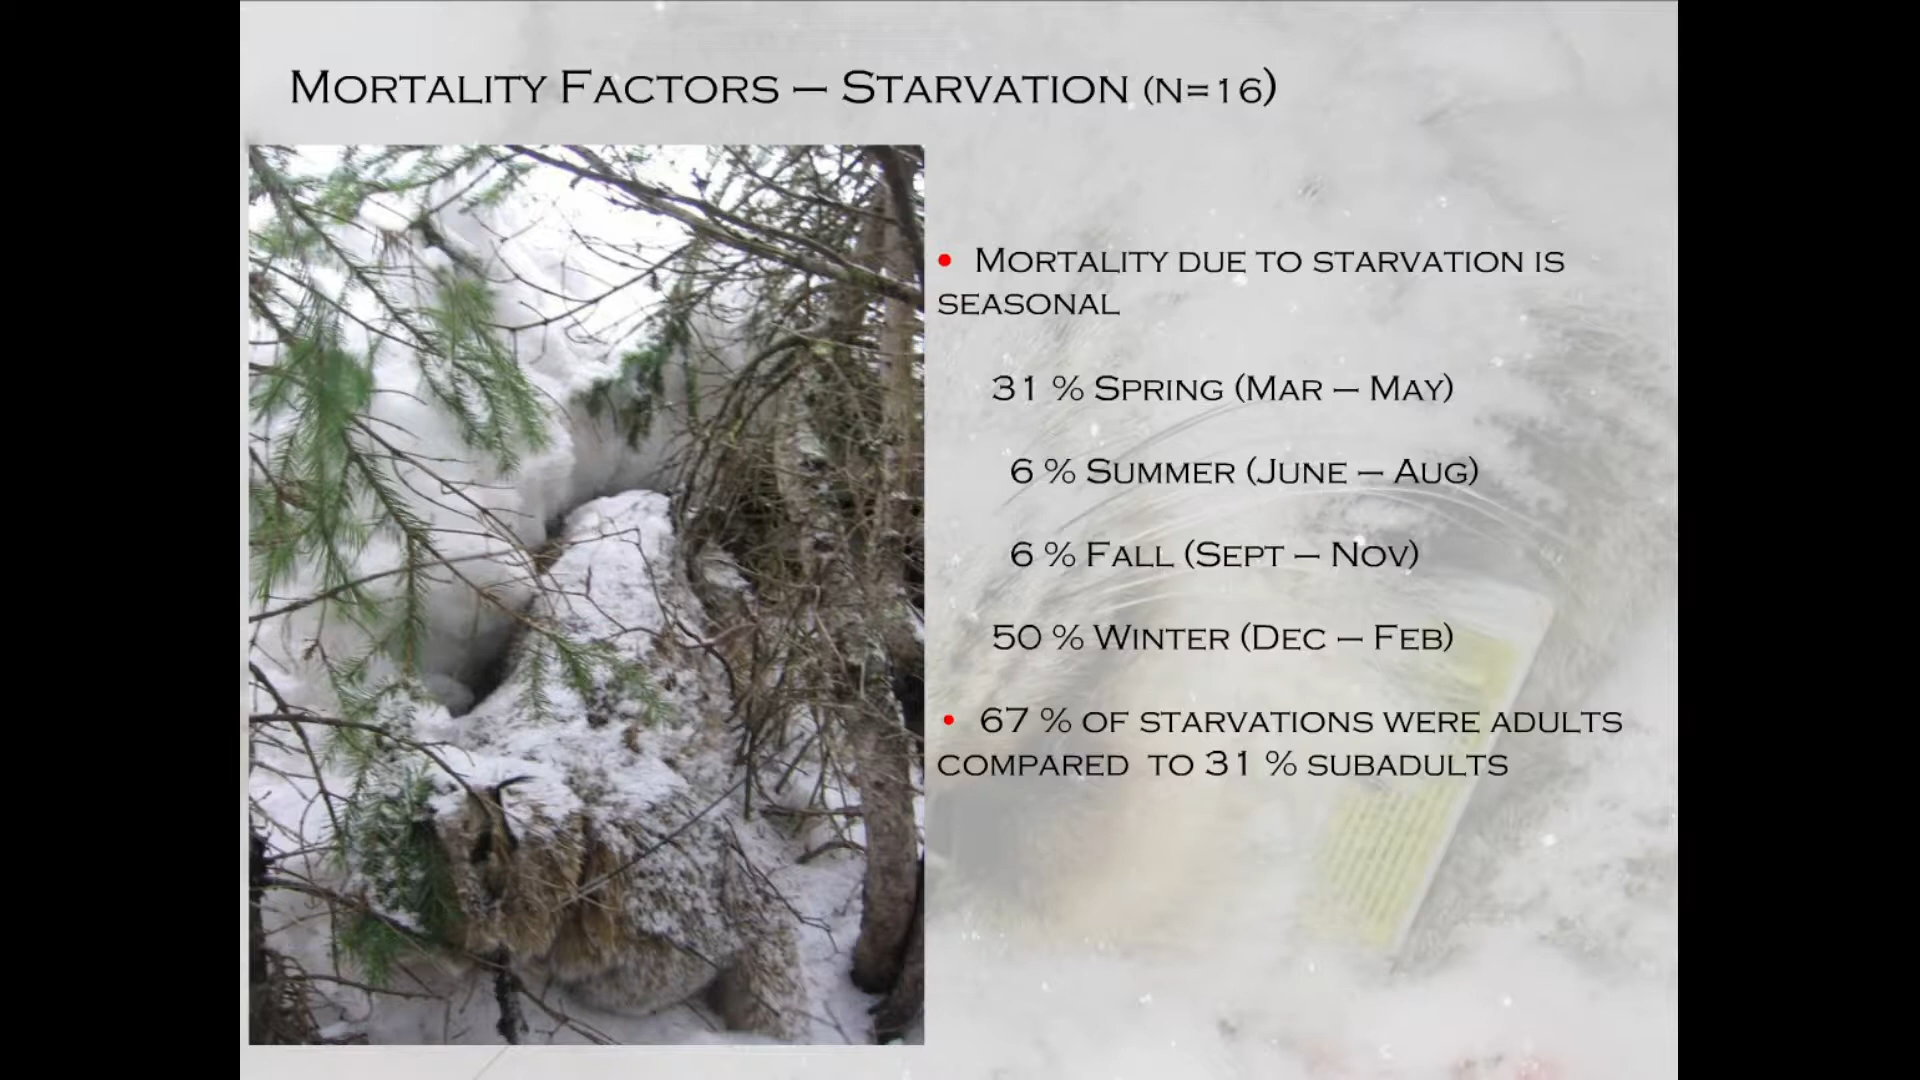 Mortality Factors – Starvation (n=16)
• Mortality due to starvation is
seasonal
31 % Spring (Mar – May)
6 % Summer (June – Aug)
6 % Fall (Sept – Nov)
50 % Winter (Dec – Feb)
• 67 % of starvations were adults
compared to 31 % subadults